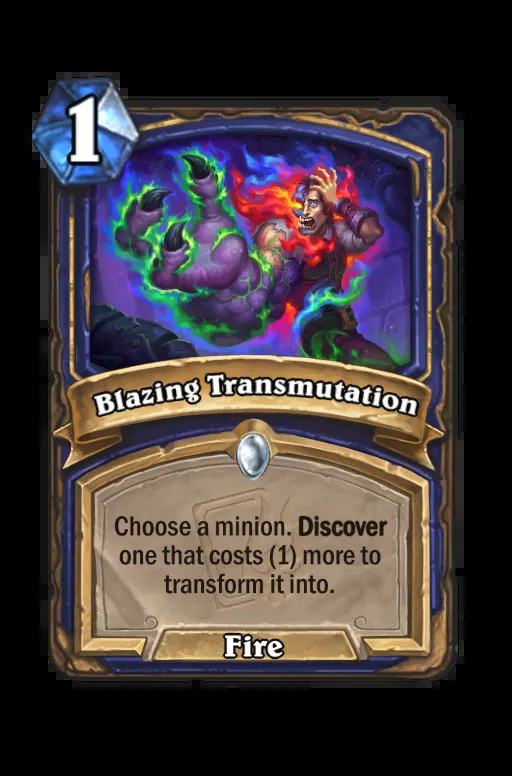 1
Blazing Transmutation
Choose a minion. Discover
one that costs (1) more to
transform it into.
Fire